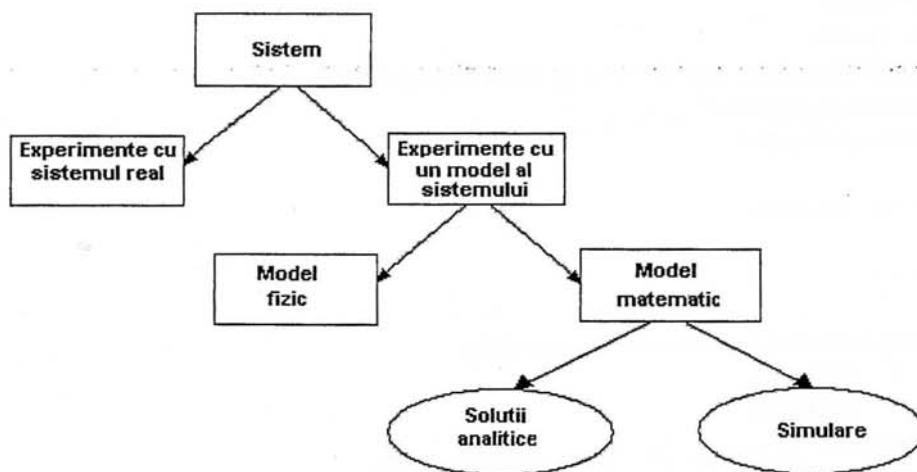 Sistem
Experimente cu
sistemul real
Experimente cu
un model al
sistemului
Model
fizic
Model
matematic
Solutii
analitice
Simulare